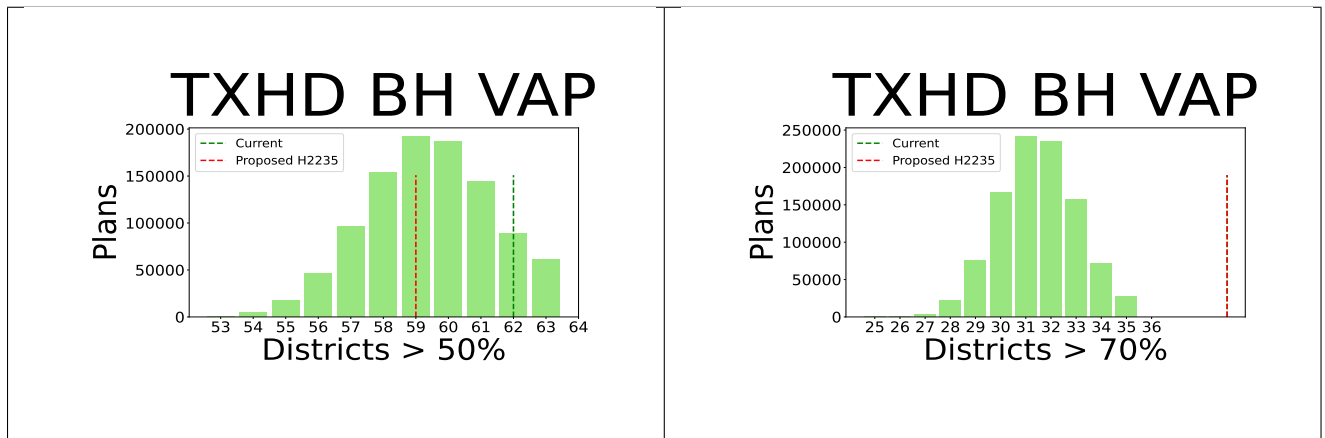 TXHD BH VAP
200000
150000
100000
50000
0
Plans
Current
Proposed H2235
53 54 55 56 57 58 59 60 61 62 63 64
Districts > 50%
TXHD BH VAP
250000
200000
150000
100000
50000
0
Plans
Current
Proposed H2235
25 26 27 28 29 30 31 32 33 34 35 36
Districts > 70%